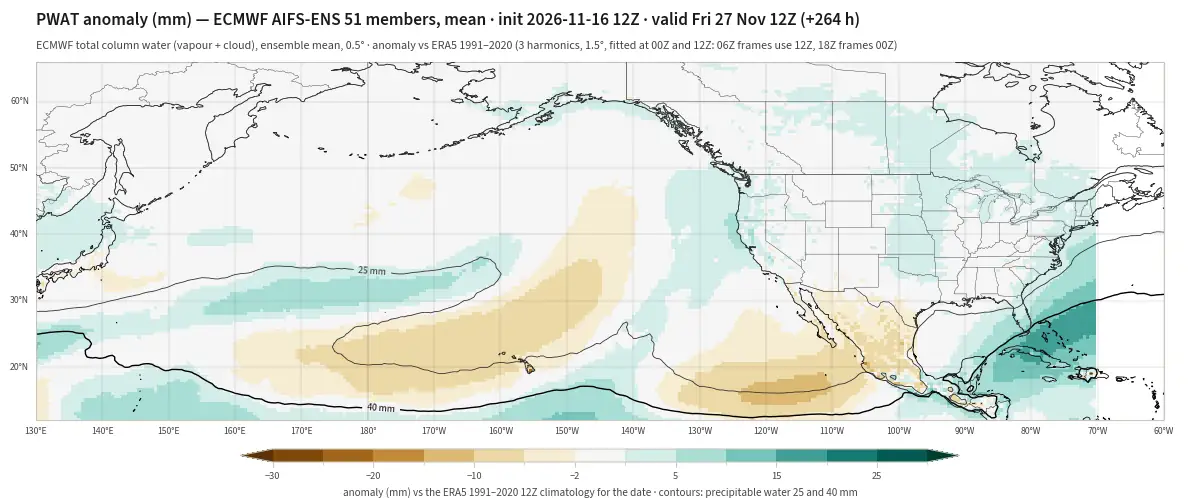 PWAT anomaly (mm) — ECMWF AIFS-ENS 51 members, mean · init 2026-11-16 12Z · valid Fri 27 Nov 12Z (+264 h)
ECMWF total column water (vapour + cloud), ensemble mean, 0.5° · anomaly vs ERA5 1991–2020 (3 harmonics, 1.5°, fitted at 00Z and 12Z: 06Z frames use 12Z, 18Z frames 00Z)
60°N
50°N
40°N
30°N
20°N
25 mm
40 mm
130°E 140°E 150°E 160°E 170°E 180° 170°W 160°W 150°W 140°W 130°W 120°W 110°W 100°W 90°W 80°W 70°W 60°W
−30 −20 −10 −2 5 15 25
anomaly (mm) vs the ERA5 1991–2020 12Z climatology for the date · contours: precipitable water 25 and 40 mm